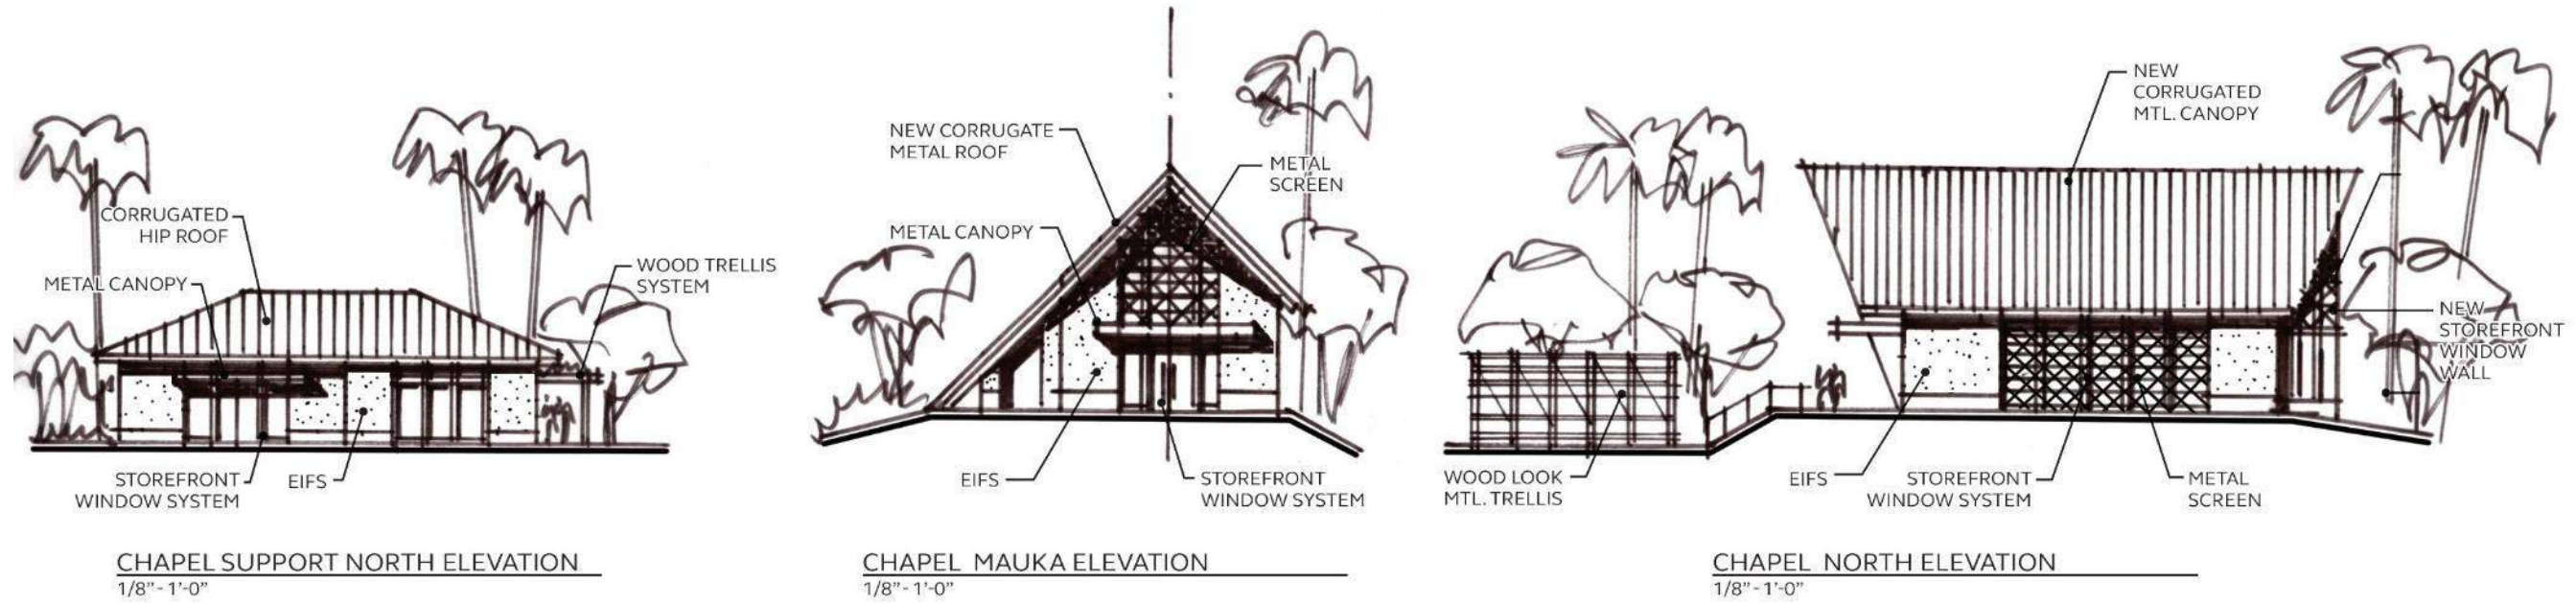 CORRUGATED
HIP ROOF
METAL CANOPY
WOOD TRELLIS
SYSTEM
STOREFRONT
WINDOW SYSTEM
EIFS
CHAPEL SUPPORT NORTH ELEVATION
1/8" - 1'-0"
NEW CORRUGATE
METAL ROOF
METAL
SCREEN
METAL CANOPY
EIFS
STOREFRONT
WINDOW SYSTEM
CHAPEL MAUKA ELEVATION
1/8" - 1'-0"
NEW
CORRUGATED
MTL. CANOPY
NEW
STOREFRONT
WINDOW
WALL
WOOD LOOK
MTL. TRELLIS
EIFS
STOREFRONT
WINDOW SYSTEM
METAL
SCREEN
CHAPEL NORTH ELEVATION
1/8" - 1'-0"